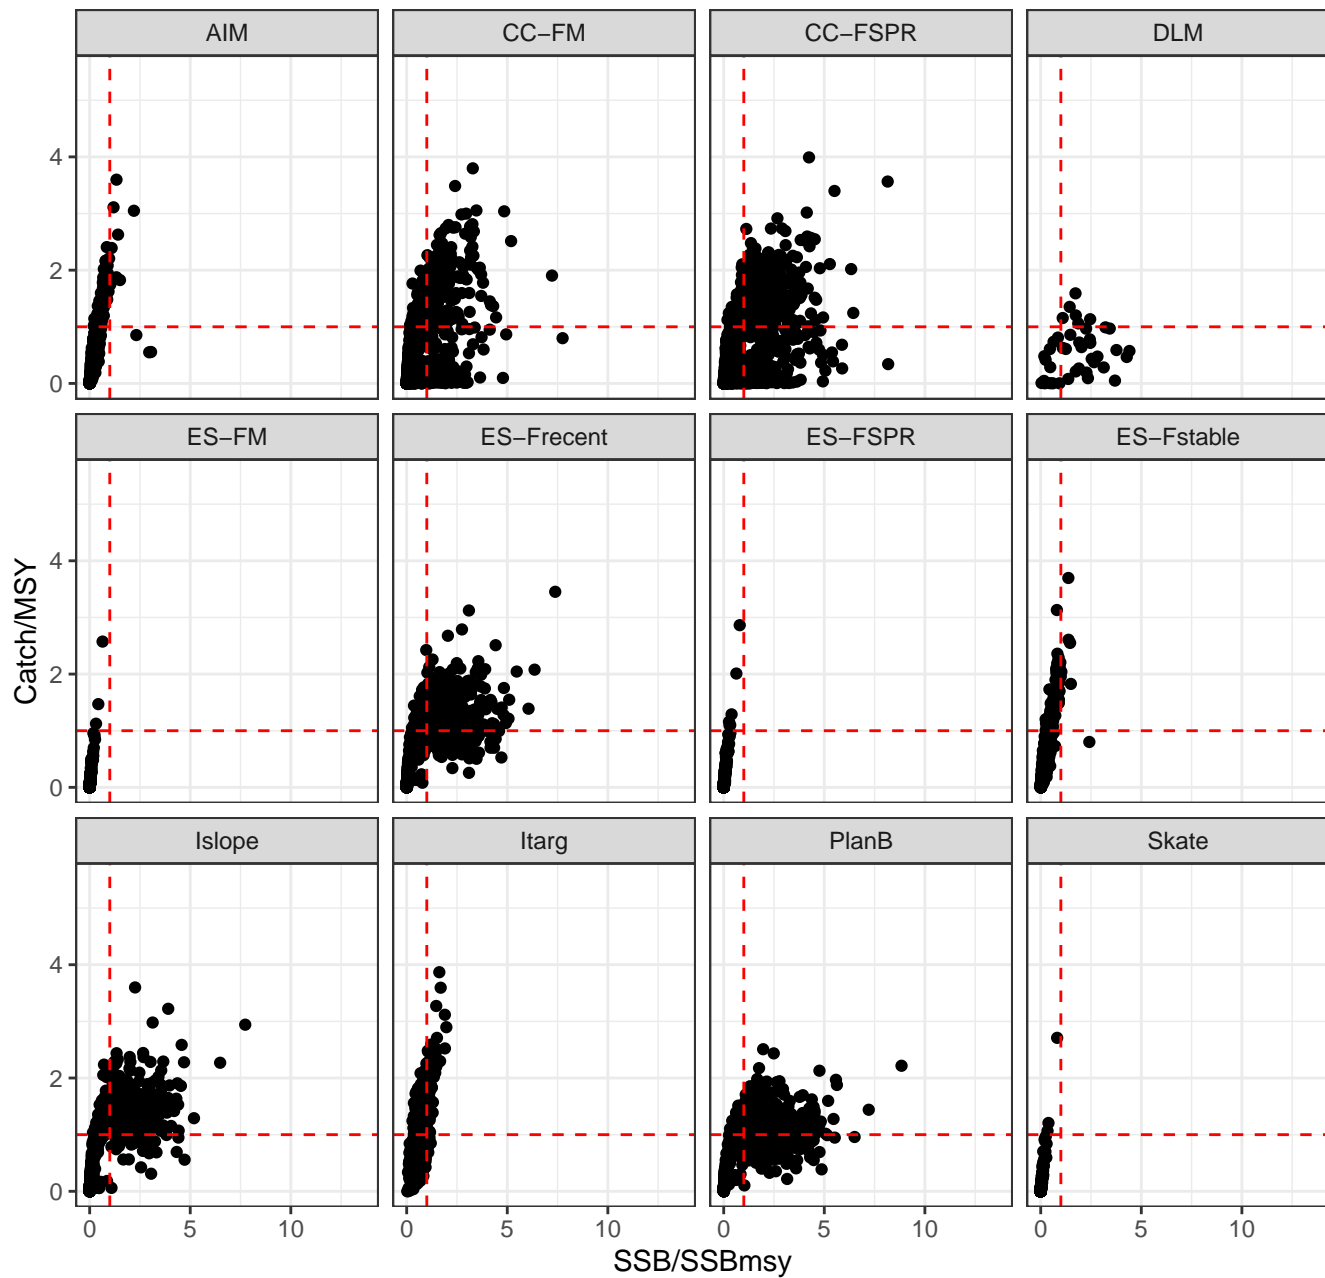 AIM CC−FM CC−FSPR DLM
4
2
0
ES−FM ES−Frecent ES−FSPR ES−Fstable
4
2
0
Islope Itarg PlanB Skate
4
2
0
0 5 10 0 5 10 0 5 10 0 5 10
SSB/SSBmsy
Catch/MSY